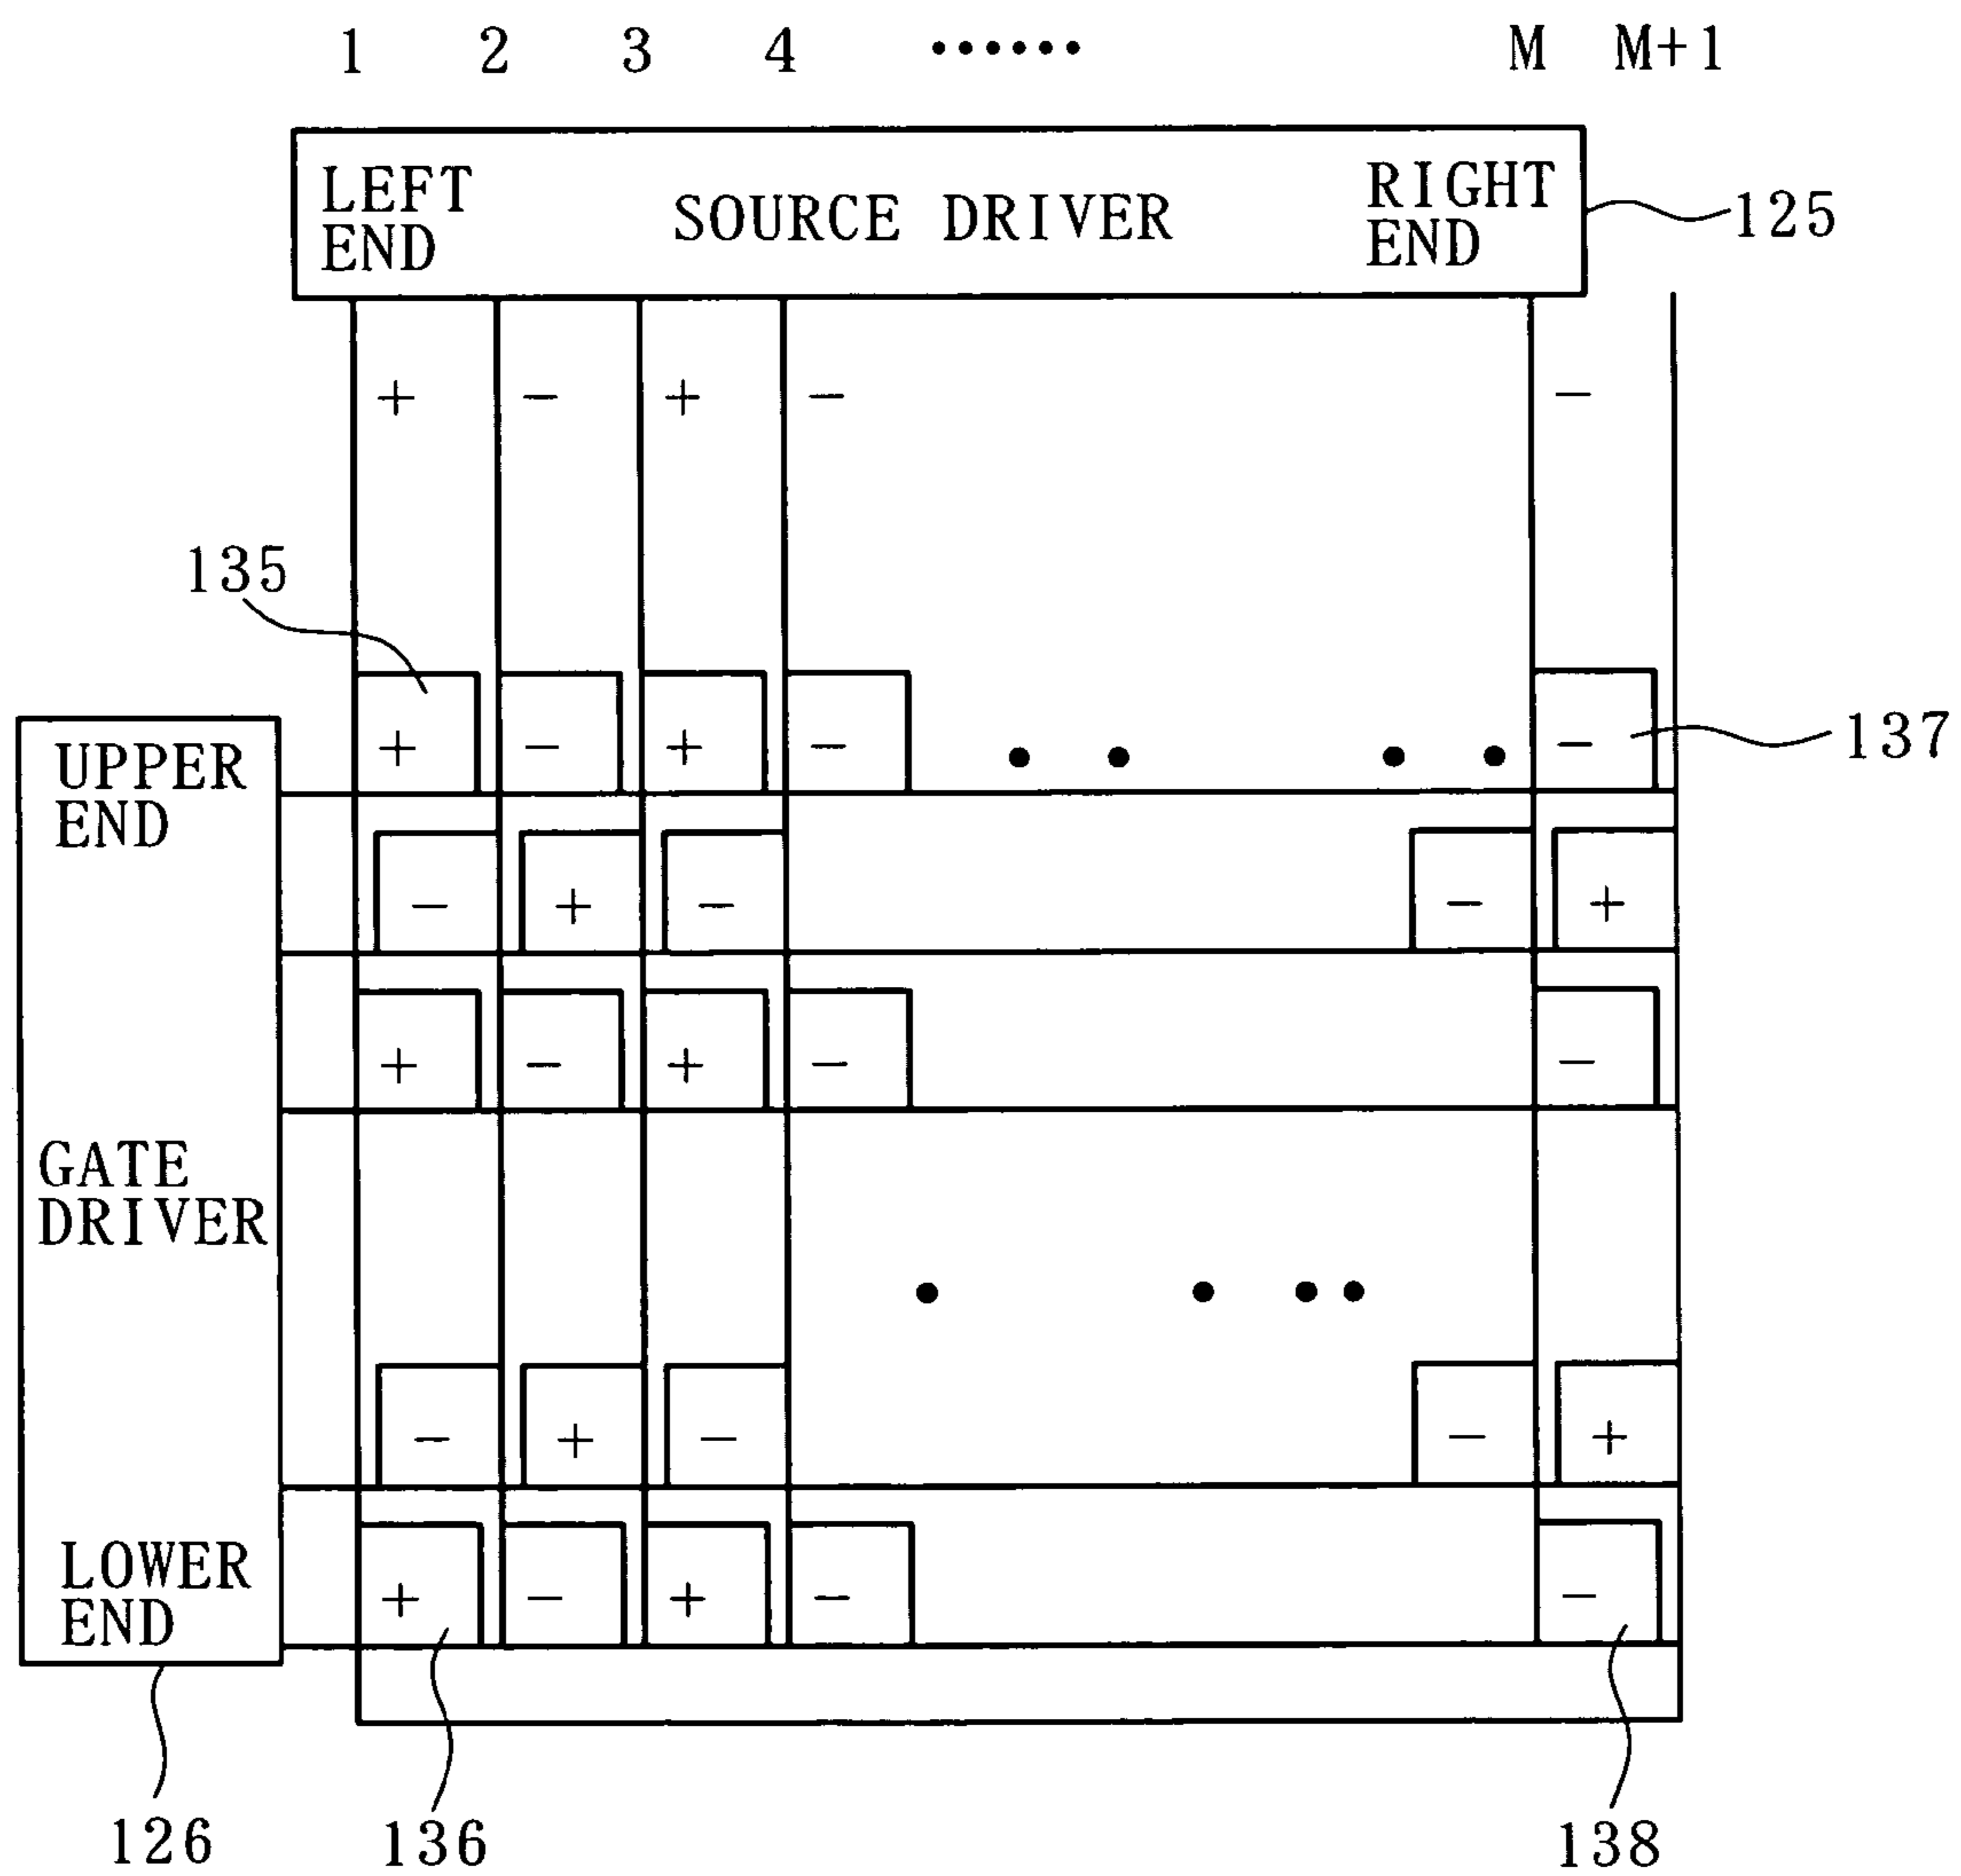 1 2 3 4 ······ M M+1
LEFT END
SOURCE DRIVER
RIGHT END
125
+ − + − −
135
+ − + − • • • • −
137
UPPER END
− + − − +
+ − + − −
GATE DRIVER
• • • •
− + − − +
LOWER END
+ − + − −
126
136
138